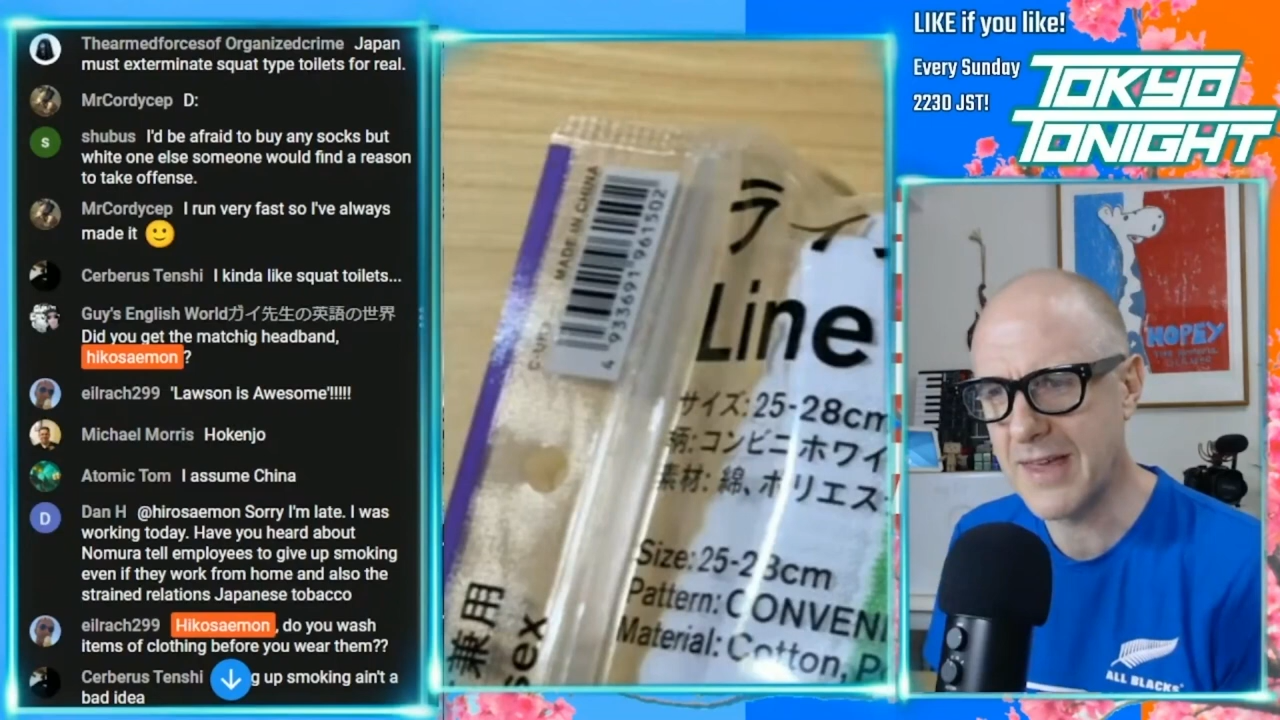 Thearmedforcesof Organizedcrime Japan
must exterminate squat type toilets for real.
MrCordycep D:
S
shubus I'd be afraid to buy any socks but
white one else someone would find a reason
to take offense.
MrCordycep I run very fast so I've always
made it 🙂
Cerberus Tenshi I kinda like squat toilets...
Guy's English Worldガイ先生の英語の世界
Did you get the matchig headband,
hikosaemon?
eilrach299 'Lawson is Awesome'!!!!!
Michael Morris Hokenjo
Atomic Tom I assume China
D
Dan H @hirosaemon Sorry I'm late. I was
working today. Have you heard about
Nomura tell employees to give up smoking
even if they work from home and also the
strained relations Japanese tobacco
eilrach299 Hikosaemon, do you wash
items of clothing before you wear them??
Cerberus Tenshi g up smoking ain't a
bad idea
MADE IN CHINA
4 933691 961502
ライ
Line
サイズ: 25-28cm
柄: コンビニホワイ
素材: 綿、ポリエス
Size: 25-28cm
Pattern: CONVENI
Material: Cotton, P
兼用
sex
LIKE if you like!
Every Sunday
2230 JST!
TOKYO
TONIGHT
HOPEY
ALL BLACKS